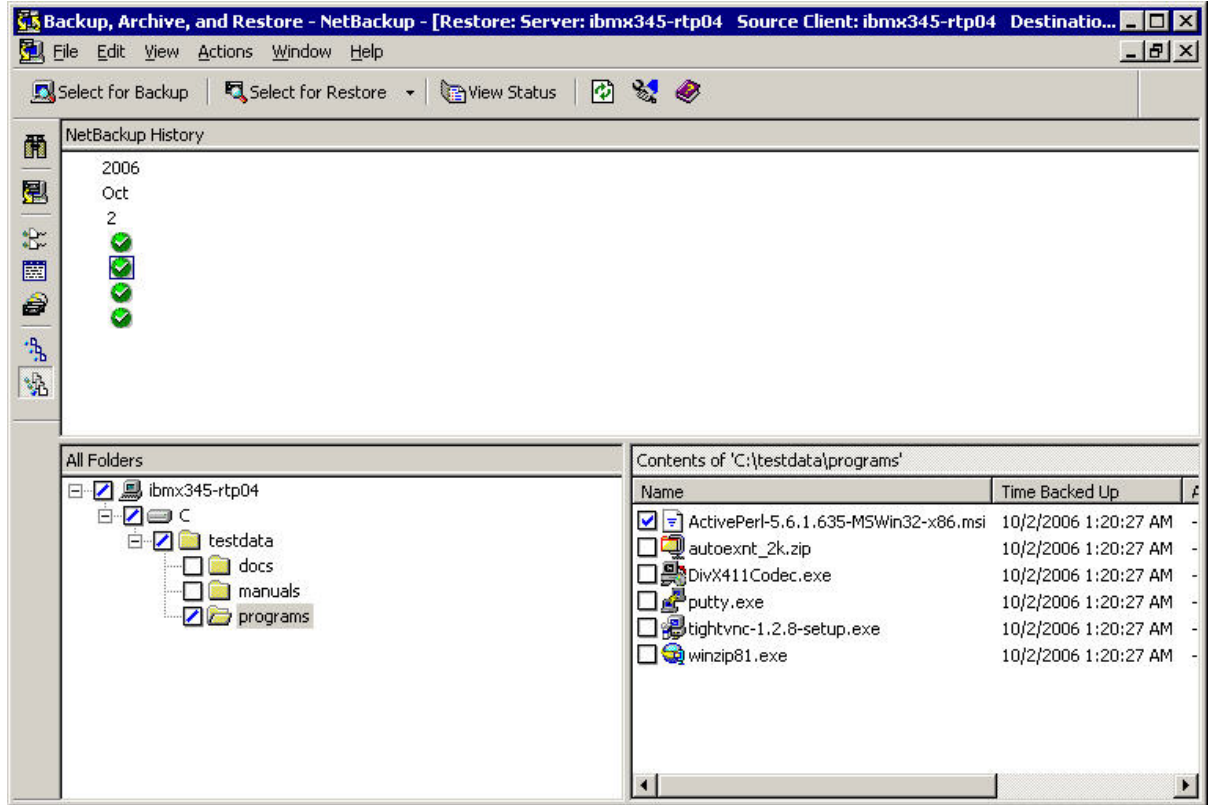 Backup, Archive, and Restore - NetBackup - [Restore: Server: ibmx345-rtp04 Source Client: ibmx345-rtp04 Destinatio...
File Edit View Actions Window Help
Select for Backup Select for Restore View Status
NetBackup History
2006
Oct
2
All Folders
ibmx345-rtp04
C
testdata
docs
manuals
programs
Contents of 'C:\testdata\programs'
Name Time Backed Up
ActivePerl-5.6.1.635-MSWin32-x86.msi 10/2/2006 1:20:27 AM -
autoexnt_2k.zip 10/2/2006 1:20:27 AM -
DivX411Codec.exe 10/2/2006 1:20:27 AM -
putty.exe 10/2/2006 1:20:27 AM -
tightvnc-1.2.8-setup.exe 10/2/2006 1:20:27 AM -
winzip81.exe 10/2/2006 1:20:27 AM -